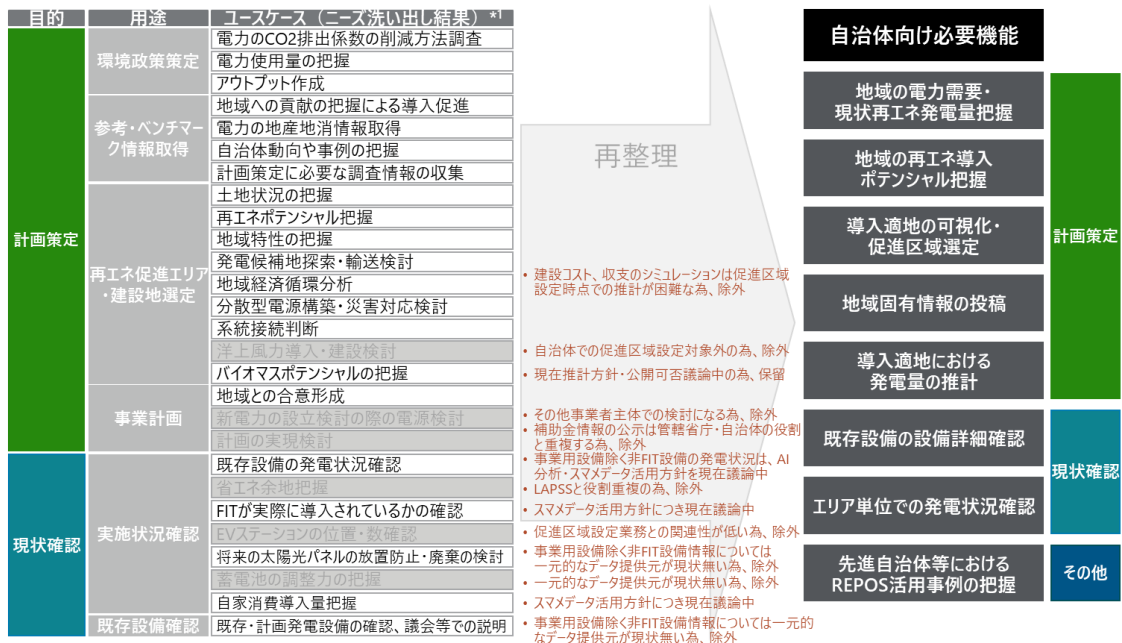 目的
用途
ユースケース（ニーズ洗い出し結果）*1
計画策定
環境政策策定
電力のCO2排出係数の削減方法調査
電力使用量の把握
アウトプット作成
参考・ベンチマー
ク情報取得
地域への貢献の把握による導入促進
電力の地産地消情報取得
自治体動向や事例の把握
計画策定に必要な調査情報の収集
再エネ促進エリア
・建設地選定
土地状況の把握
再エネポテンシャル把握
地域特性の把握
発電候補地探索・輸送検討
地域経済循環分析
分散型電源構築・災害対応検討
系統接続判断
洋上風力導入・建設検討
バイオマスポテンシャルの把握
事業計画
地域との合意形成
新電力の設立検討の際の電源検討
計画の実現検討
現状確認
実施状況確認
既存設備の発電状況確認
省エネ余地把握
FITが実際に導入されているかの確認
EVステーションの位置・数確認
将来の太陽光パネルの放置防止・廃棄の検討
蓄電池の調整力の把握
自家消費導入量把握
既存設備確認
既存・計画発電設備の確認、議会等での説明
再整理
• 建設コスト、収支のシミュレーションは促進区域
設定時点での推計が困難な為、除外
• 自治体での促進区域設定対象外の為、除外
• 現在推計方針・公開可否議論中の為、保留
• その他事業者主体での検討になる為、除外
• 補助金情報の公示は管轄省庁・自治体の役割
と重複する為、除外
• 事業用設備除く非FIT設備の発電状況は、AI
分析・スマメデータ活用方針を現在議論中
• LAPSSと役割重複の為、除外
• スマメデータ活用方針につき現在議論中
• 促進区域設定業務との関連性が低い為、除外
• 事業用設備除く非FIT設備情報については
一元的なデータ提供元が現状無い為、除外
• 一元的なデータ提供元が現状無い為、除外
• スマメデータ活用方針につき現在議論中
• 事業用設備除く非FIT設備情報については一元的
なデータ提供元が現状無い為、除外
自治体向け必要機能
地域の電力需要・
現状再エネ発電量把握
地域の再エネ導入
ポテンシャル把握
導入適地の可視化・
促進区域選定
地域固有情報の投稿
導入適地における
発電量の推計
計画策定
既存設備の設備詳細確認
エリア単位での発電状況確認
現状確認
先進自治体等における
REPOS活用事例の把握
その他